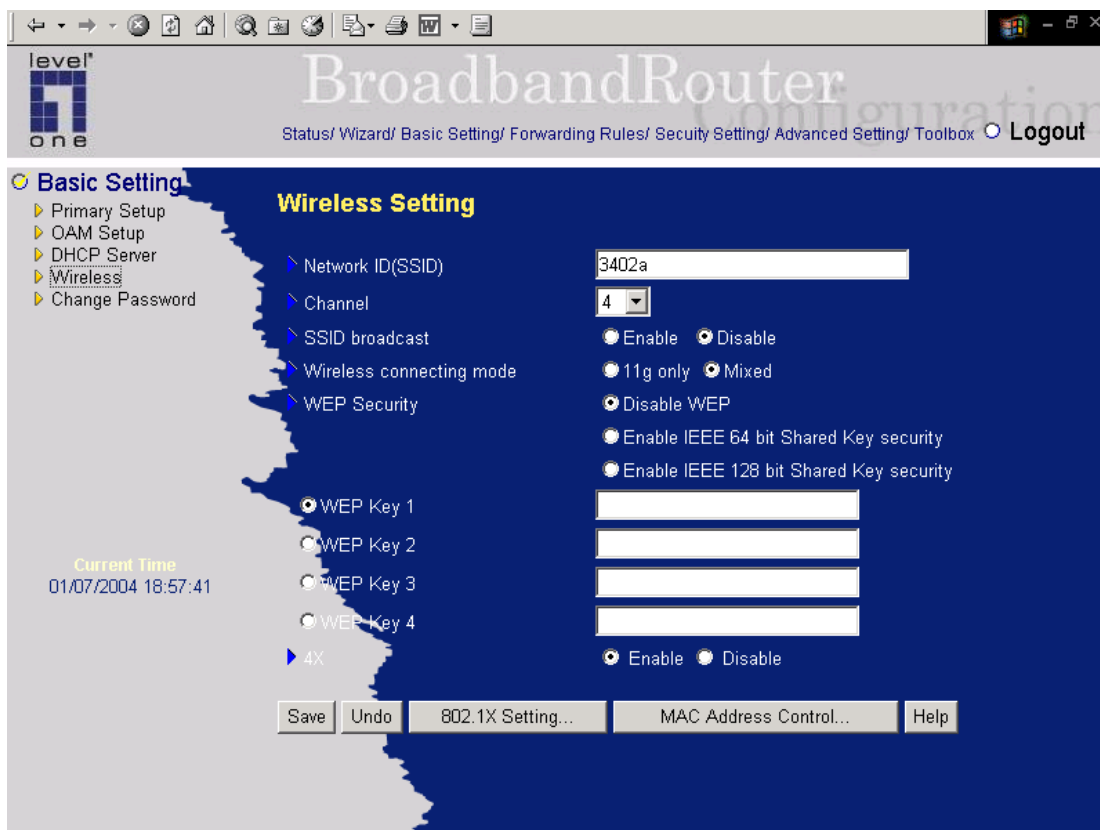 level
one
BroadbandRouter
Configuration
Status/ Wizard/ Basic Setting/ Forwarding Rules/ Secuity Setting/ Advanced Setting/ Toolbox Logout
Basic Setting
Primary Setup
OAM Setup
DHCP Server
Wireless
Change Password
Current Time
01/07/2004 18:57:41
Wireless Setting
Network ID(SSID) 3402a
Channel 4
SSID broadcast Enable Disable
Wireless connecting mode 11g only Mixed
WEP Security Disable WEP
Enable IEEE 64 bit Shared Key security
Enable IEEE 128 bit Shared Key security
WEP Key 1
WEP Key 2
WEP Key 3
WEP Key 4
4X Enable Disable
Save Undo 802.1X Setting... MAC Address Control... Help